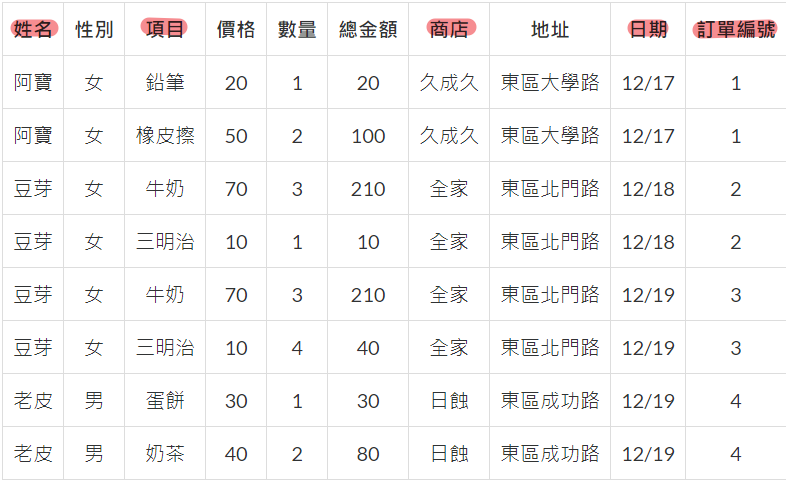 姓名 性別 項目 價格 數量 總金額 商店 地址 日期 訂單編號
阿寶 女 鉛筆 20 1 20 久成久 東區大學路 12/17 1
阿寶 女 橡皮擦 50 2 100 久成久 東區大學路 12/17 1
豆芽 女 牛奶 70 3 210 全家 東區北門路 12/18 2
豆芽 女 三明治 10 1 10 全家 東區北門路 12/18 2
豆芽 女 牛奶 70 3 210 全家 東區北門路 12/19 3
豆芽 女 三明治 10 4 40 全家 東區北門路 12/19 3
老皮 男 蛋餅 30 1 30 日蝕 東區成功路 12/19 4
老皮 男 奶茶 40 2 80 日蝕 東區成功路 12/19 4